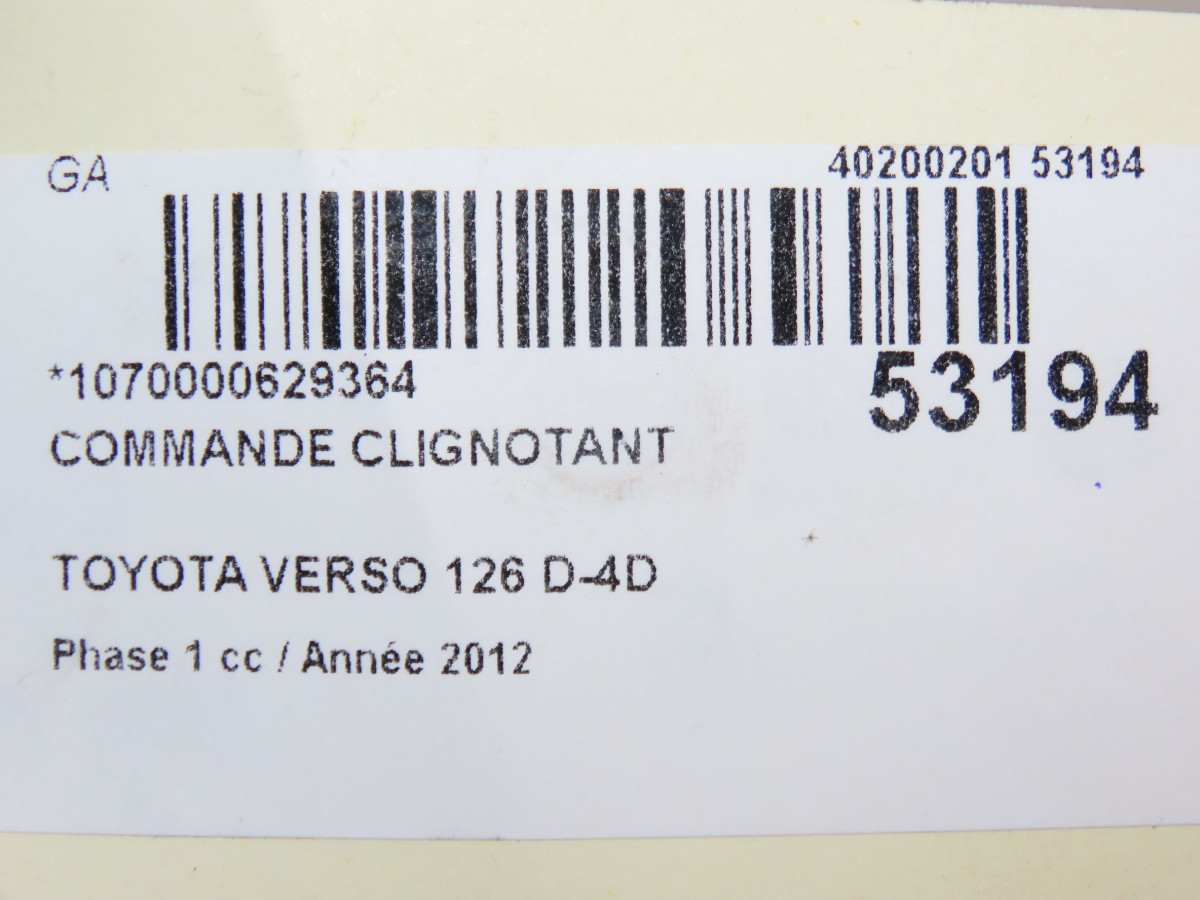 GA 40200201 53194
*1070000629364 53194
COMMANDE CLIGNOTANT
TOYOTA VERSO 126 D-4D
Phase 1 cc / Année 2012